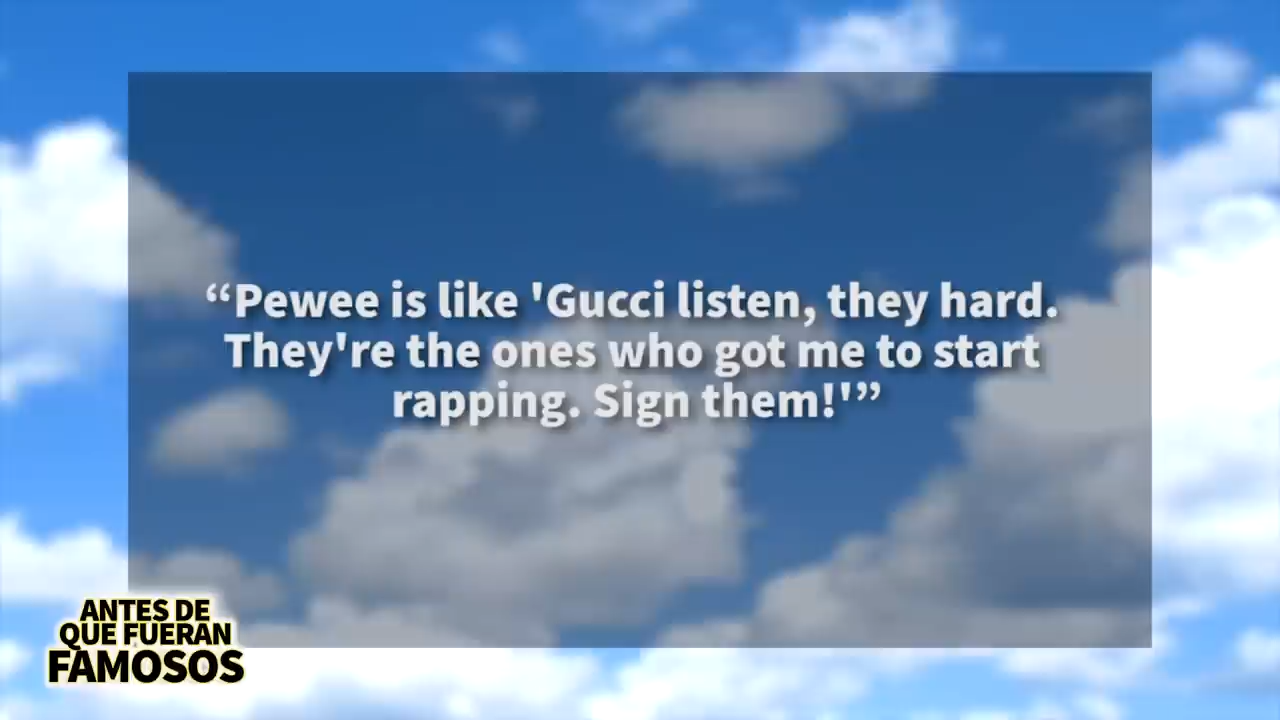 “Pewee is like 'Gucci listen, they hard.
They're the ones who got me to start
rapping. Sign them!'”
ANTES DE
QUE FUERAN
FAMOSOS